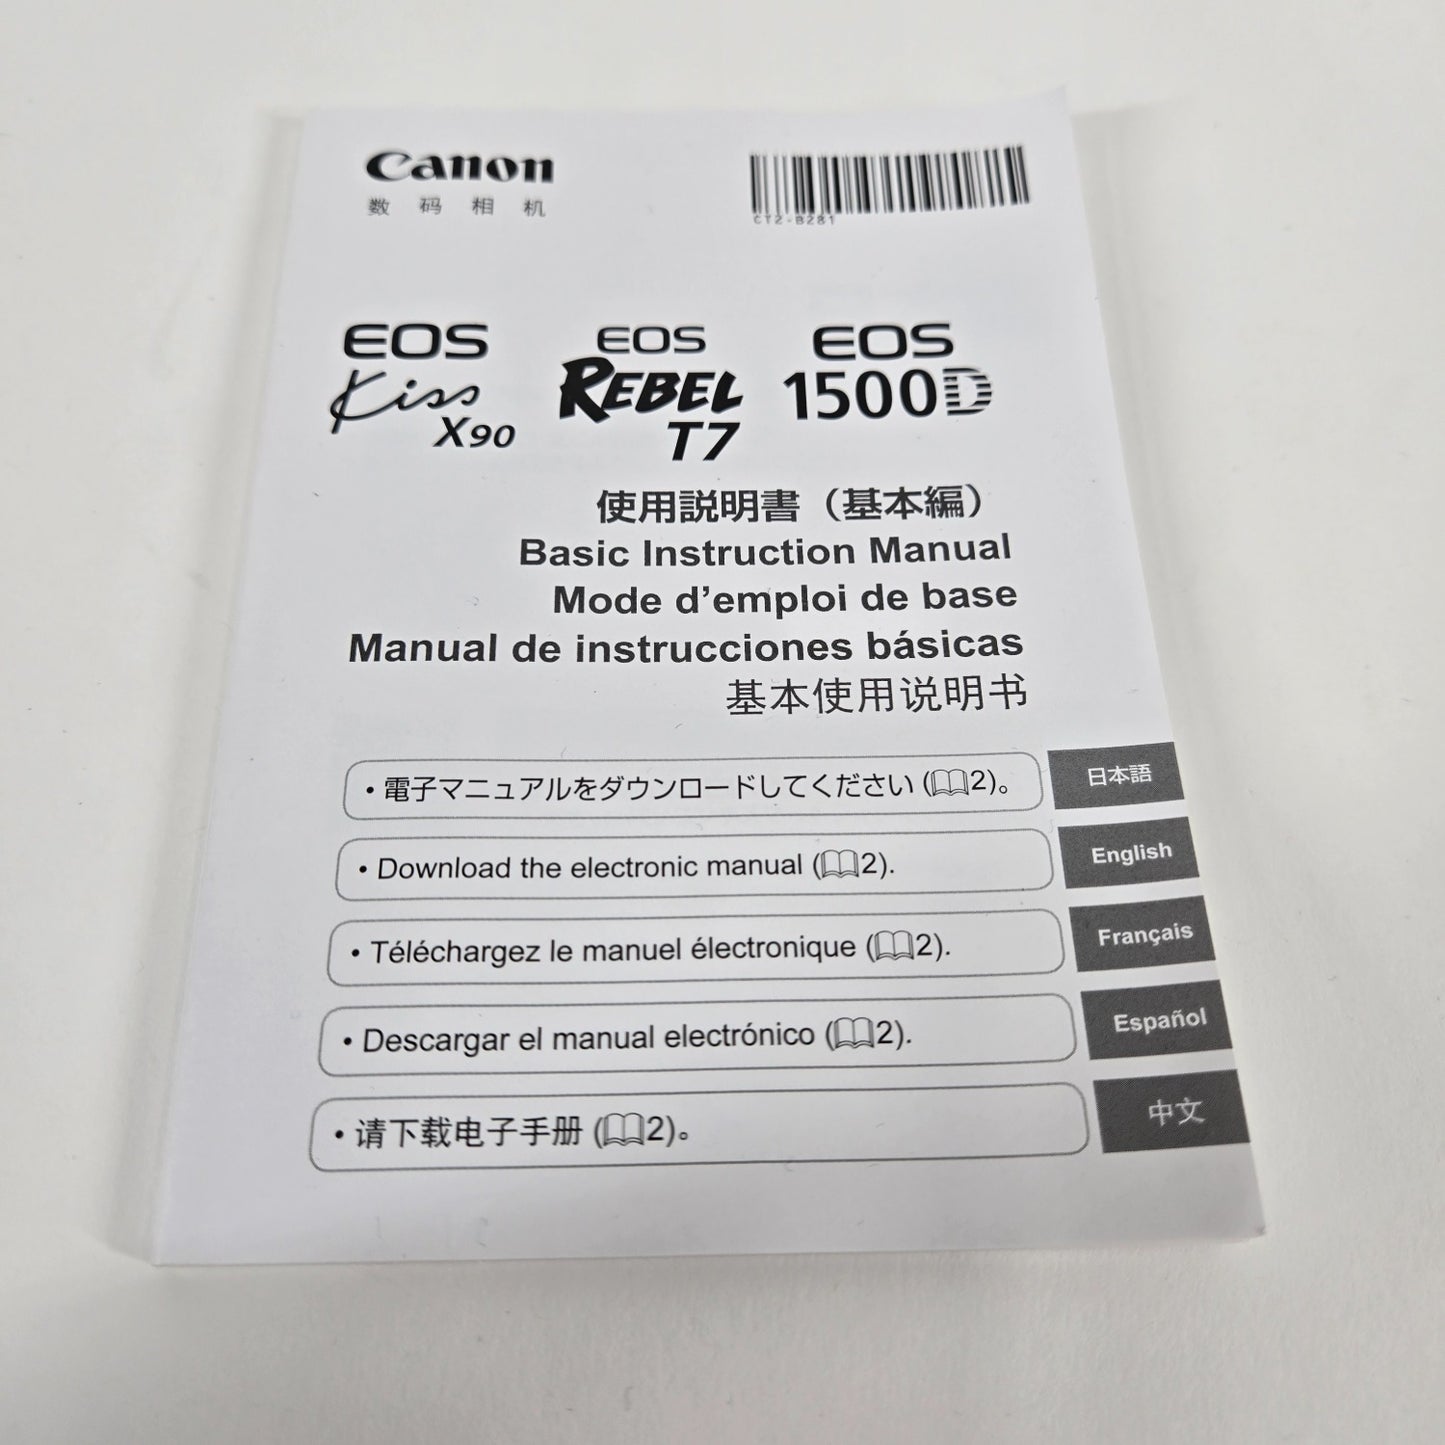 Canon
数码相机
CT2-B281
EOS Kiss X90
EOS REBEL T7
EOS 1500D
使用説明書（基本編）
Basic Instruction Manual
Mode d’emploi de base
Manual de instrucciones básicas
基本使用说明书
• 電子マニュアルをダウンロードしてください (2)。
日本語
• Download the electronic manual (2).
English
• Téléchargez le manuel électronique (2).
Français
• Descargar el manual electrónico (2).
Español
• 请下载电子手册 (2)。
中文